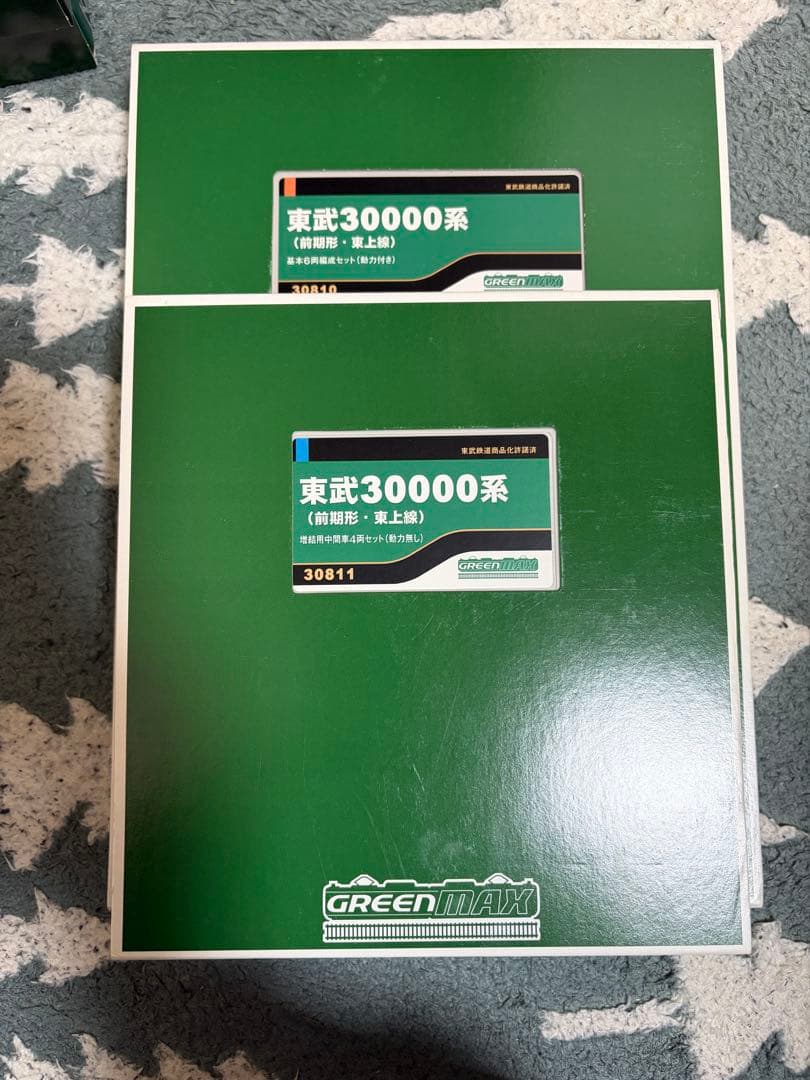 東武鉄道商品化許諾済
東武30000系
(前期形・東上線)
基本6両編成セット(動力付き)
GREENMAX
30810
東武鉄道商品化許諾済
東武30000系
(前期形・東上線)
増結用中間車4両セット(動力無し)
GREENMAX
30811
GREENMAX